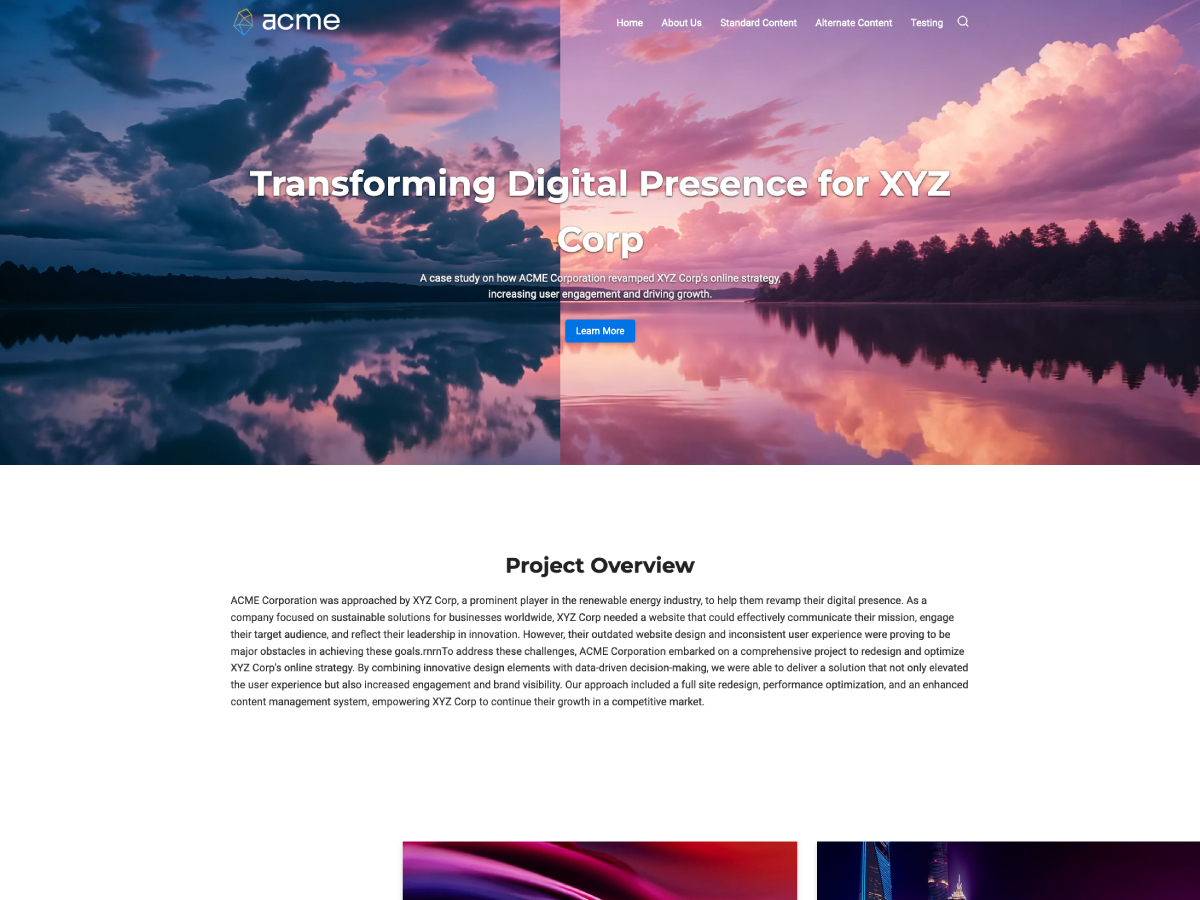 acme
Home About Us Standard Content Alternate Content Testing
Transforming Digital Presence for XYZ
Corp
A case study on how ACME Corporation revamped XYZ Corp's online strategy,
increasing user engagement and driving growth.
Learn More
Project Overview
ACME Corporation was approached by XYZ Corp, a prominent player in the renewable energy industry, to help them revamp their digital presence. As a
company focused on sustainable solutions for businesses worldwide, XYZ Corp needed a website that could effectively communicate their mission, engage
their target audience, and reflect their leadership in innovation. However, their outdated website design and inconsistent user experience were proving to be
major obstacles in achieving these goals.rnrnTo address these challenges, ACME Corporation embarked on a comprehensive project to redesign and optimize
XYZ Corp's online strategy. By combining innovative design elements with data-driven decision-making, we were able to deliver a solution that not only elevated
the user experience but also increased engagement and brand visibility. Our approach included a full site redesign, performance optimization, and an enhanced
content management system, empowering XYZ Corp to continue their growth in a competitive market.